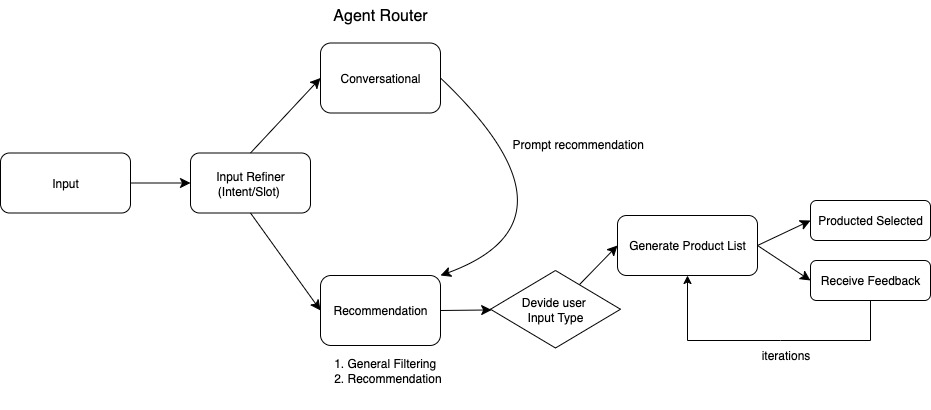 Agent Router
Conversational
Prompt recommendation
Input
Input Refiner
(Intent/Slot)
Producted Selected
Generate Product List
Receive Feedback
Recommendation
Devide user
Input Type
iterations
1. General Filtering
2. Recommendation